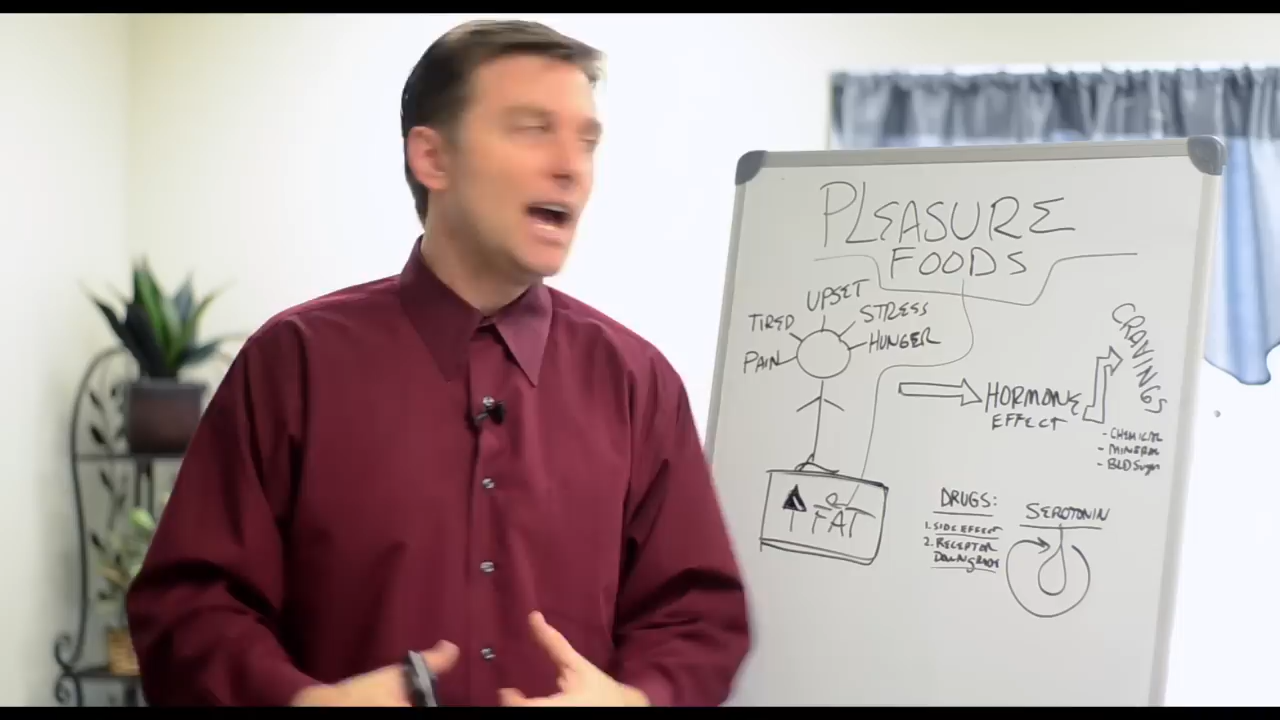 PLEASURE
FOODS
UPSET
TIRED
STRESS
PAIN
HUNGER
CRAVINGS
HORMONE
EFFECT
- CHEMICAL
- MINERAL
- BLD Sugar
FAT
DRUGS:
1. SIDE EFFECT
2. RECEPTOR
DOWNGRADE
SEROTONIN